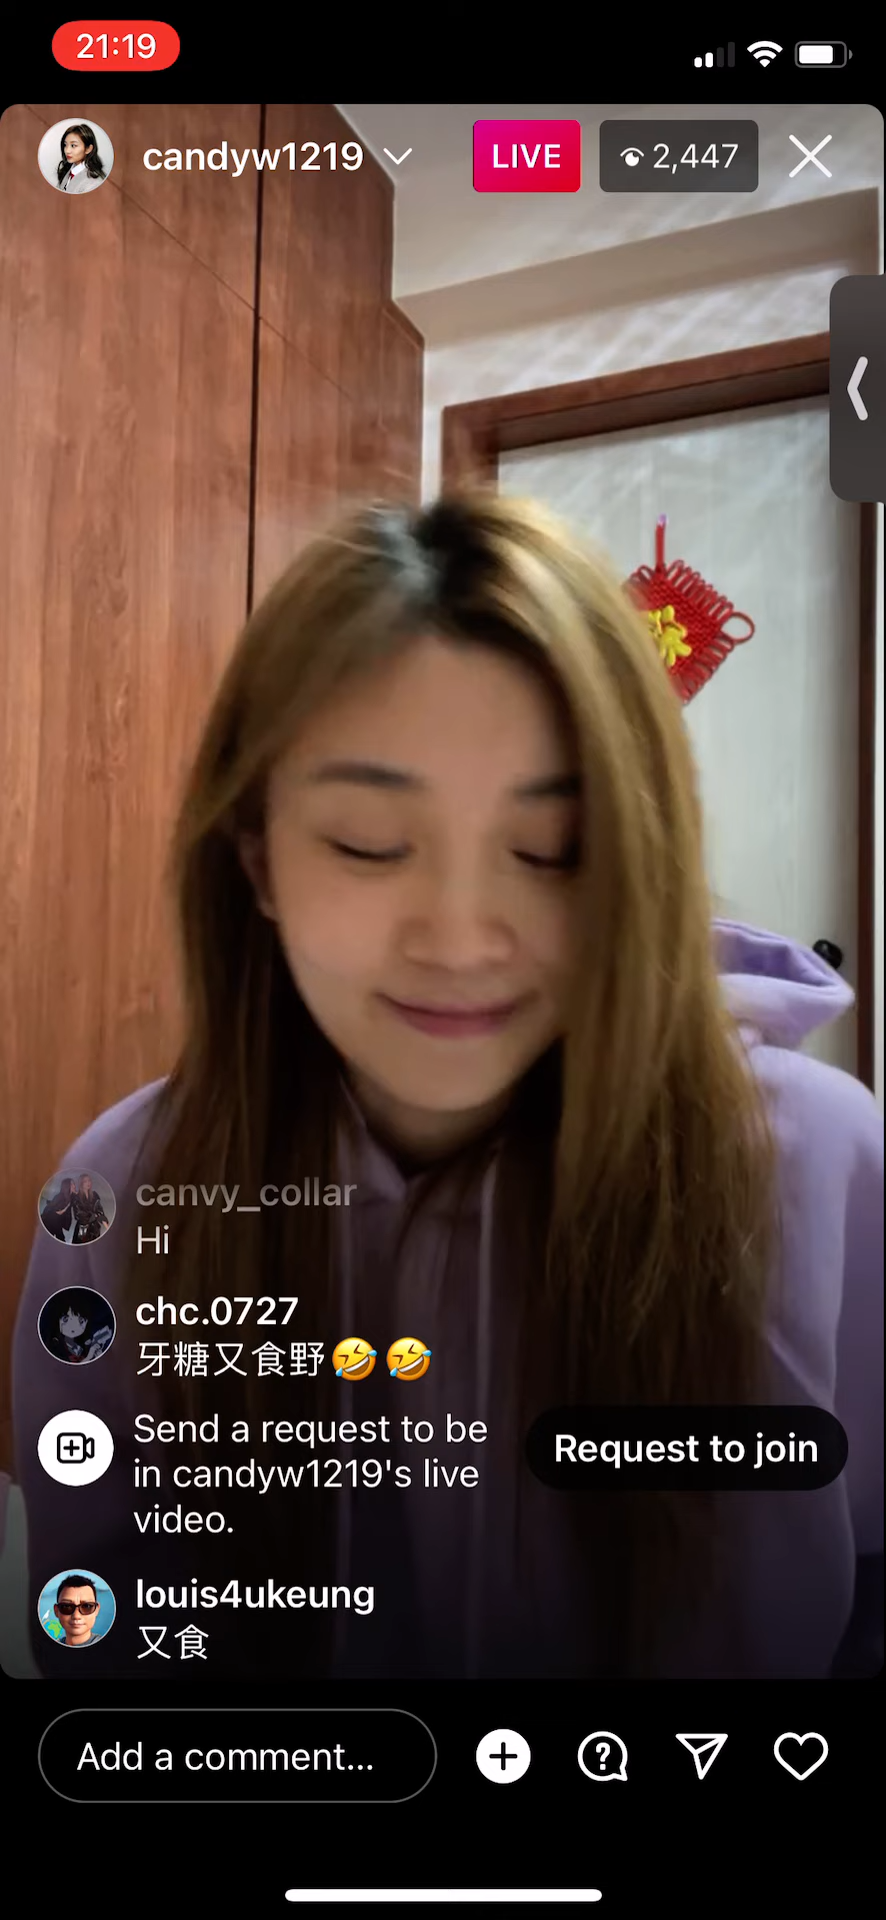 21:19
candyw1219
LIVE
2,447
canvy_collar
Hi
chc.0727
牙糖又食野🤣🤣
Send a request to be
in candyw1219's live
video.
Request to join
louis4ukeung
又食
Add a comment...